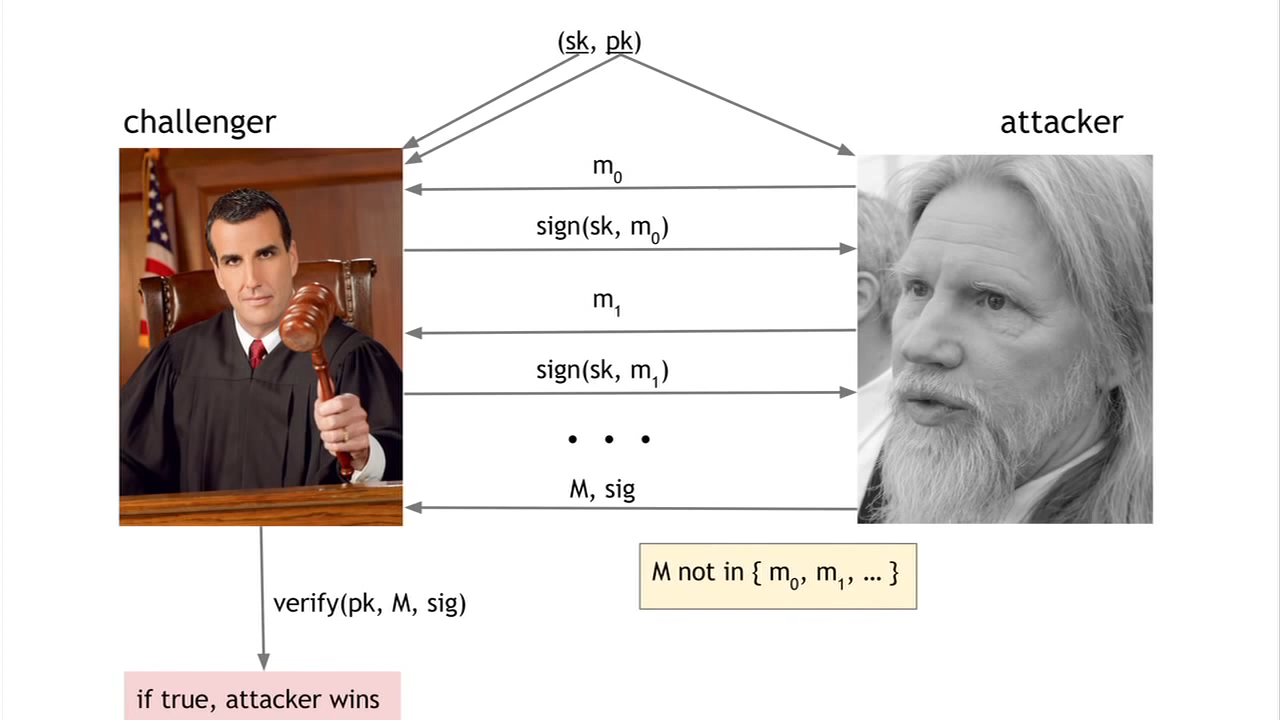 (sk, pk)
challenger
attacker
m₀
sign(sk, m₀)
m₁
sign(sk, m₁)
• • •
M, sig
M not in { m₀, m₁, ... }
verify(pk, M, sig)
if true, attacker wins